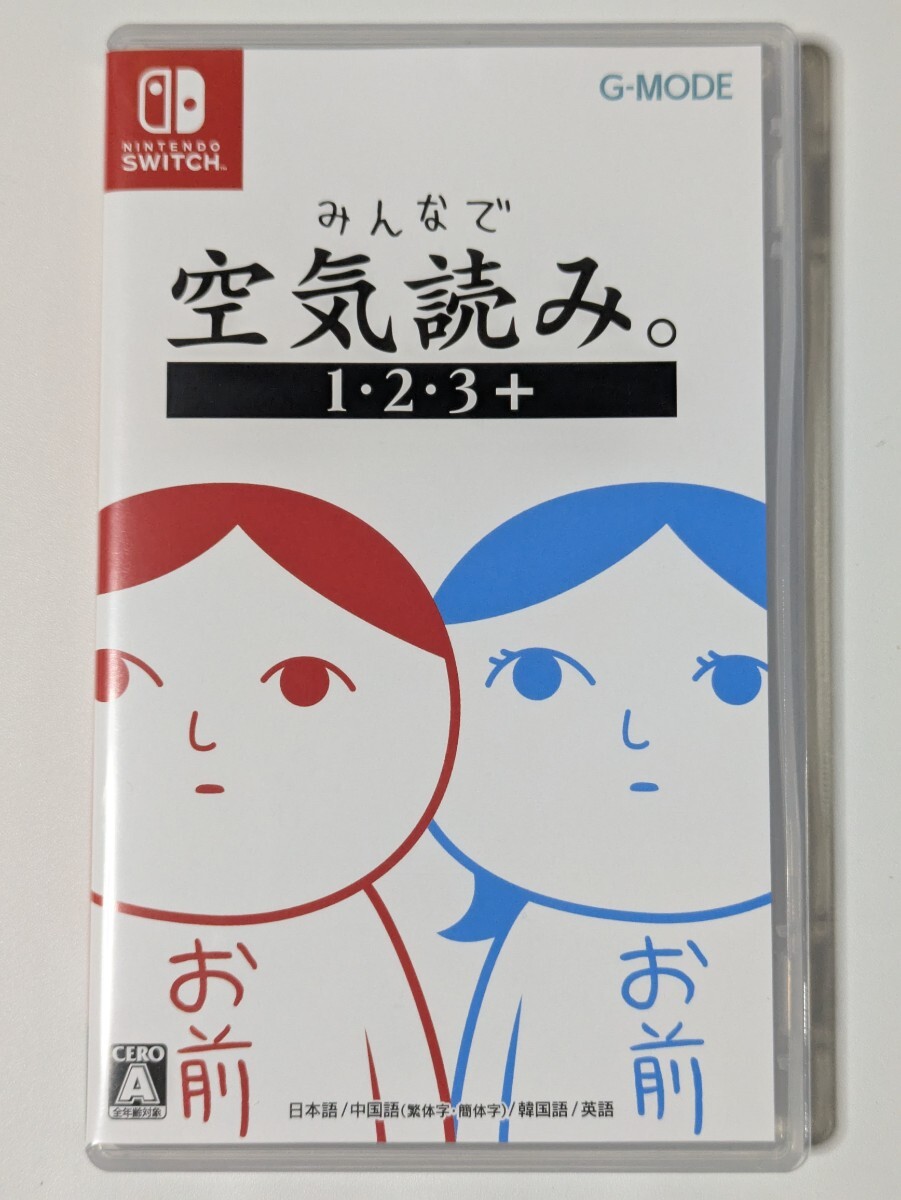 NINTENDO
SWITCH™
G-MODE
みんなで
空気読み。
1・2・3+
お前
お前
CERO
A
全年齢対象
日本語/中国語(繁体字・簡体字)/韓国語/英語